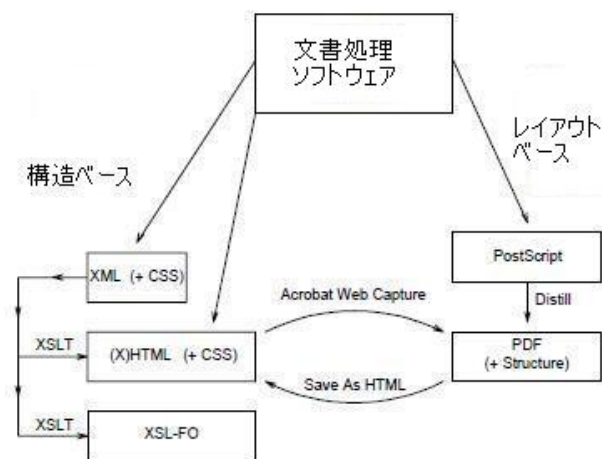 文書処理
ソフトウェア
レイアウト
ベース
構造ベース
XML (+ CSS)
PostScript
Acrobat Web Capture
Distill
XSLT
(X)HTML (+ CSS)
PDF
(+ Structure)
Save As HTML
XSLT
XSL-FO